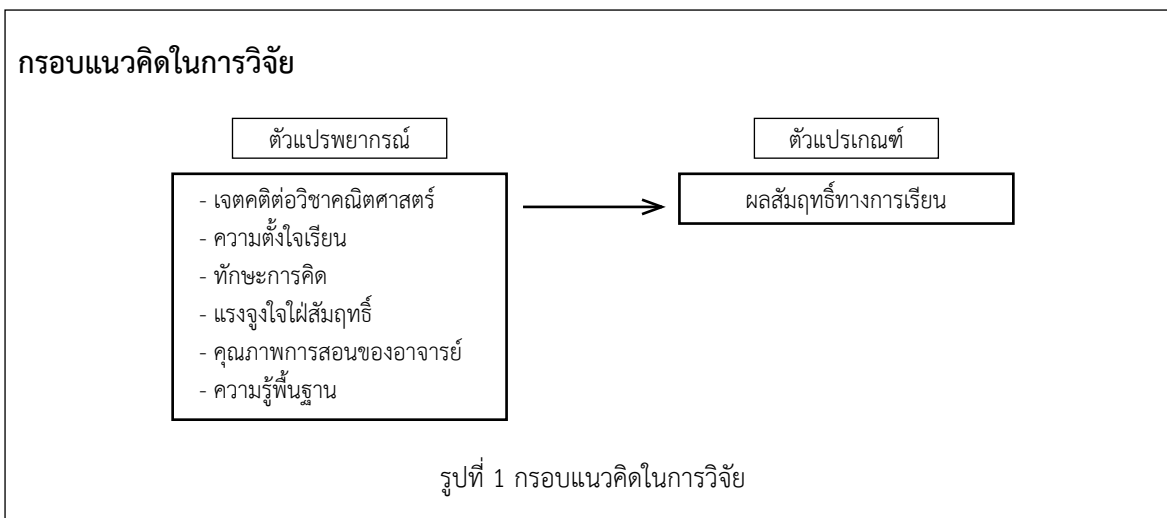 กรอบแนวคิดในการวิจัย
ตัวแปรพยากรณ์
- เจตคติต่อวิชาคณิตศาสตร์
- ความตั้งใจเรียน
- ทักษะการคิด
- แรงจูงใจใฝ่สัมฤทธิ์
- คุณภาพการสอนของอาจารย์
- ความรู้พื้นฐาน
ตัวแปรเกณฑ์
ผลสัมฤทธิ์ทางการเรียน
รูปที่ 1 กรอบแนวคิดในการวิจัย